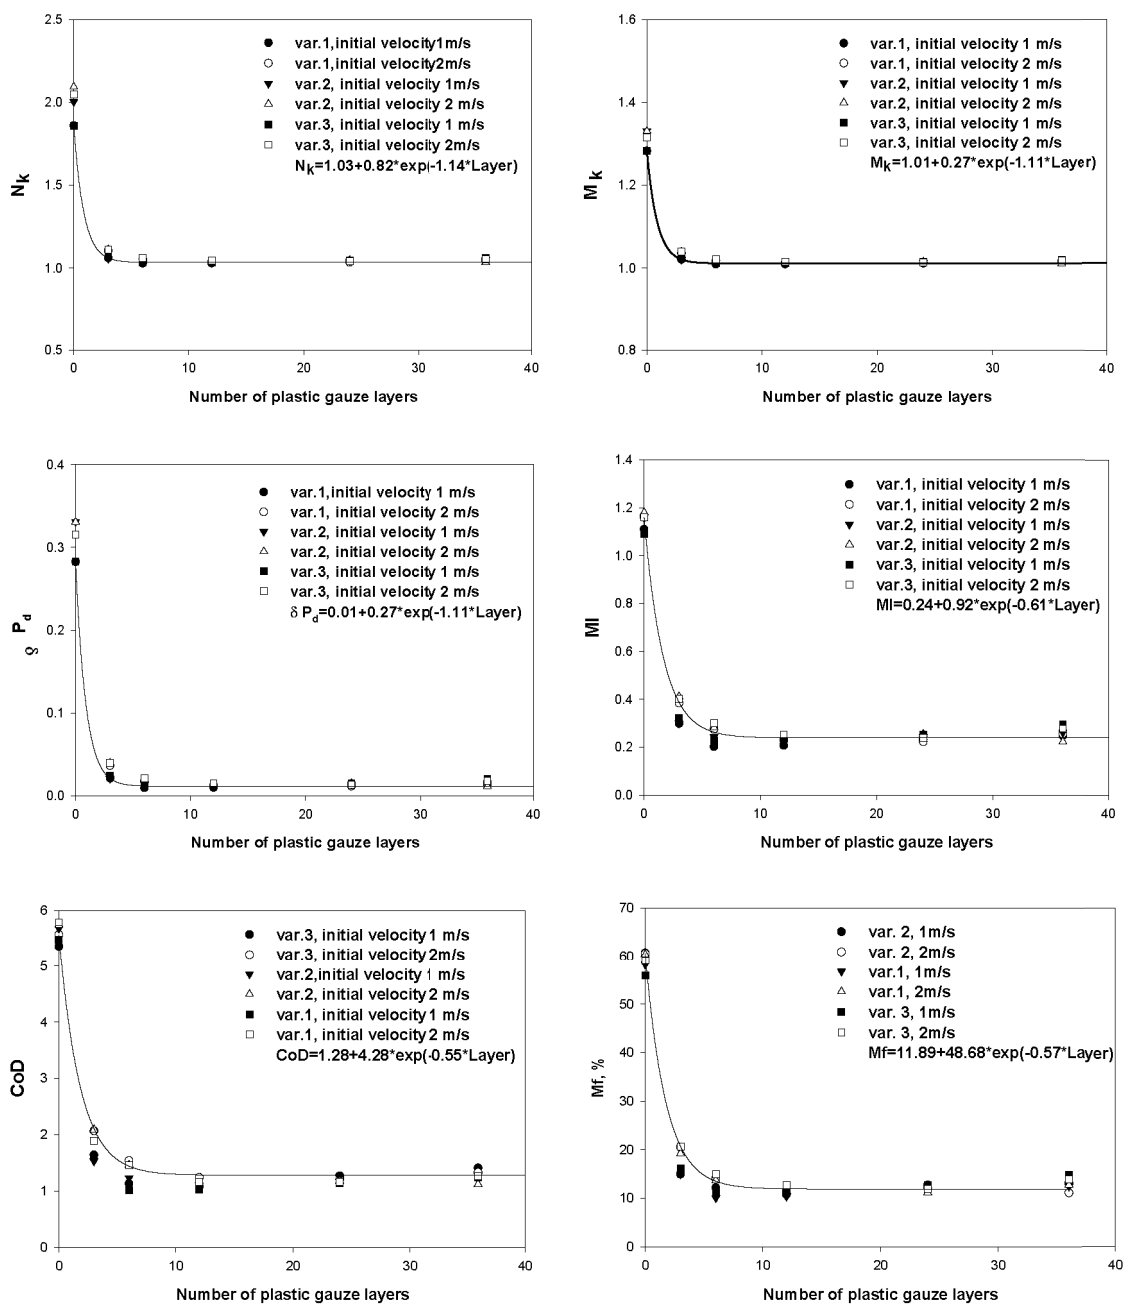 2.5
2.0
1.5
1.0
0.5
Nk
var.1,initial velocity1m/s
var.1,initial velocity2m/s
var.2, initial velocity 1m/s
var.2, initial velocity 2 m/s
var.3, initial velocity 1 m/s
var.3, initial velocity 2m/s
Nk=1.03+0.82*exp(-1.14*Layer)
0 10 20 30 40
Number of plastic gauze layers
1.6
1.4
1.2
1.0
0.8
Mk
var.1, initial velocity 1 m/s
var.1, initial velocity 2 m/s
var.2, initial velocity 1 m/s
var.2, initial velocity 2 m/s
var.3, initial velocity 1 m/s
var.3, initial velocity 2 m/s
Mk=1.01+0.27*exp(-1.11*Layer)
0 10 20 30 40
Number of plastic gauze layers
0.4
0.3
0.2
0.1
0.0
δ Pd
var.1,initial velocity 1 m/s
var.1, initial velocity 2 m/s
var.2, initial velocity 1 m/s
var.2, initial velocity 2 m/s
var.3, initial velocity 1 m/s
var.3, initial velocity 2 m/s
δ Pd=0.01+0.27*exp(-1.11*Layer)
0 10 20 30 40
Number of plastic gauze layers
1.4
1.2
1.0
0.8
0.6
0.4
0.2
0.0
MI
var.1, initial velocity 1 m/s
var.1, initial velocity 2 m/s
var.2, initial velocity 1 m/s
var.2, initial velocity 2 m/s
var.3, initial velocity 1 m/s
var.3, initial velocity 2 m/s
MI=0.24+0.92*exp(-0.61*Layer)
0 10 20 30 40
Number of plastic gauze layers
6
5
4
3
2
1
0
CoD
var.3, initial velocity 1 m/s
var.3, initial velocity 2m/s
var.2,initial velocity 1 m/s
var.2, initial velocity 2 m/s
var.1, initial velocity 1 m/s
var.1, initial velocity 2 m/s
CoD=1.28+4.28*exp(-0.55*Layer)
0 10 20 30 40
Number of plastic gauze layers
70
60
50
40
30
20
10
0
Mf, %
var. 2, 1m/s
var. 2, 2m/s
var.1, 1m/s
var.1, 2m/s
var. 3, 1m/s
var. 3, 2m/s
Mf=11.89+48.68*exp(-0.57*Layer)
0 10 20 30 40
Number of plastic gauze layers